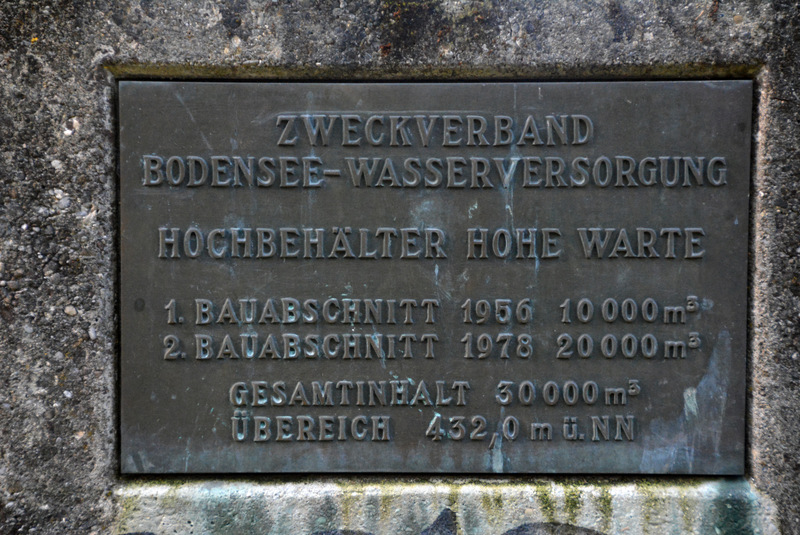 ZWECKVERBAND
BODENSEE-WASSERVERSORGUNG
HOCHBEHÄLTER HOHE WARTE
1. BAUABSCHNITT 1956 10 000 m³
2. BAUABSCHNITT 1978 20 000 m³
GESAMTINHALT 30 000 m³
ÜBEREICH 432,0 m ü.NN